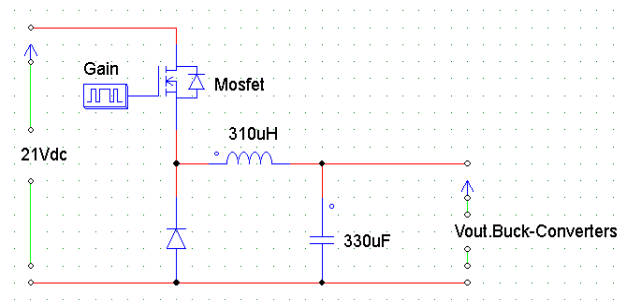 Gain
Mosfet
310uH
21Vdc
Vout.Buck-Converters
330uF